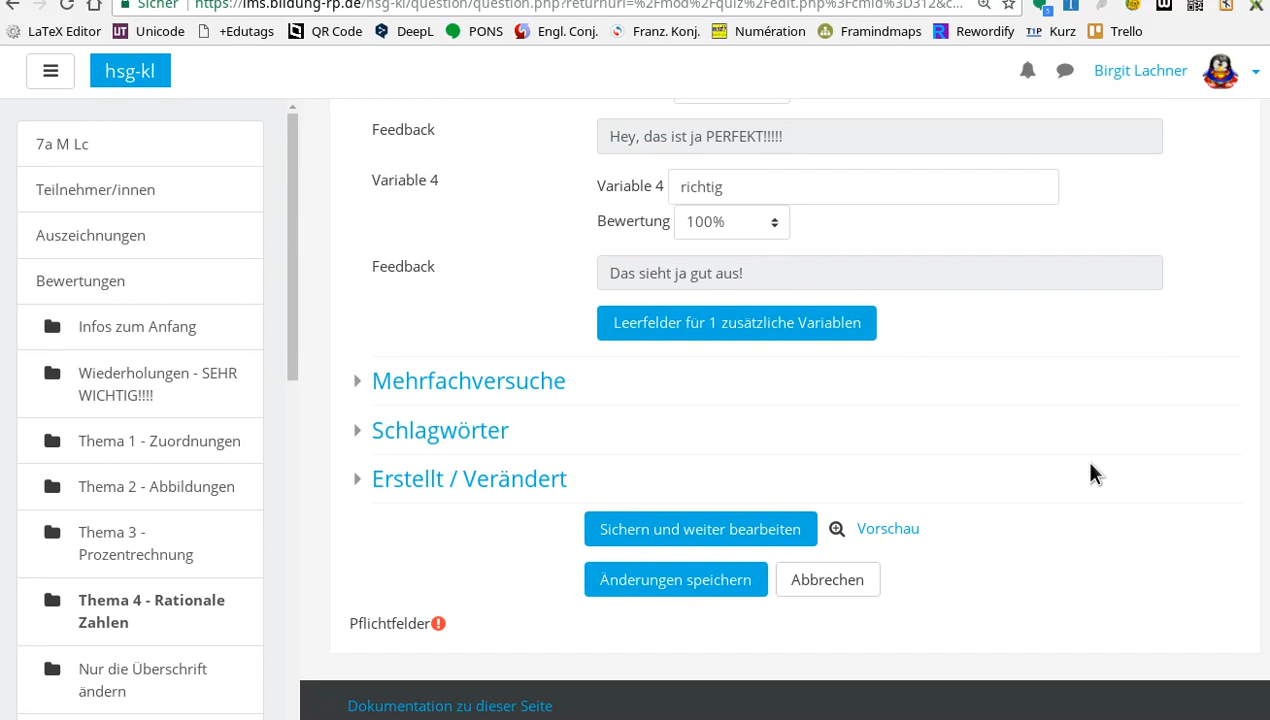 Sicher https://lms.bildung-rp.de/hsg-kl/question/question.php?returnurl=%2Fmod%2Fquiz%2Fedit.php%3Fcmid%3D312&c...
LaTeX Editor Unicode +Edutags QR Code DeepL PONS Engl. Conj. Franz. Konj. Numération Framindmaps Rewordify Kurz Trello
hsg-kl Birgit Lachner
7a M Lc
Teilnehmer/innen
Auszeichnungen
Bewertungen
Infos zum Anfang
Wiederholungen - SEHR
WICHTIG!!!!
Thema 1 - Zuordnungen
Thema 2 - Abbildungen
Thema 3 -
Prozentrechnung
Thema 4 - Rationale
Zahlen
Nur die Überschrift
ändern
Feedback Hey, das ist ja PERFEKT!!!!!
Variable 4 Variable 4 richtig
Bewertung 100%
Feedback Das sieht ja gut aus!
Leerfelder für 1 zusätzliche Variablen
Mehrfachversuche
Schlagwörter
Erstellt / Verändert
Sichern und weiter bearbeiten Vorschau
Änderungen speichern Abbrechen
Pflichtfelder
Dokumentation zu dieser Seite